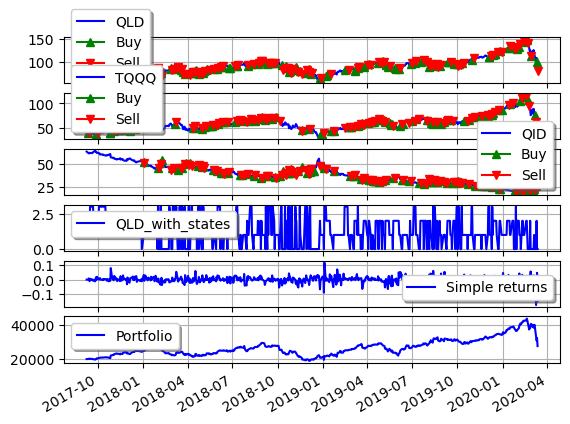 QLD
Buy
Sell
150
100
TQQQ
Buy
Sell
100
50
QID
Buy
Sell
50
25
2.5
0.0
QLD_with_states
0.1
0.0
−0.1
Simple returns
40000
20000
Portfolio
2017-10
2018-01
2018-04
2018-07
2018-10
2019-01
2019-04
2019-07
2019-10
2020-01
2020-04